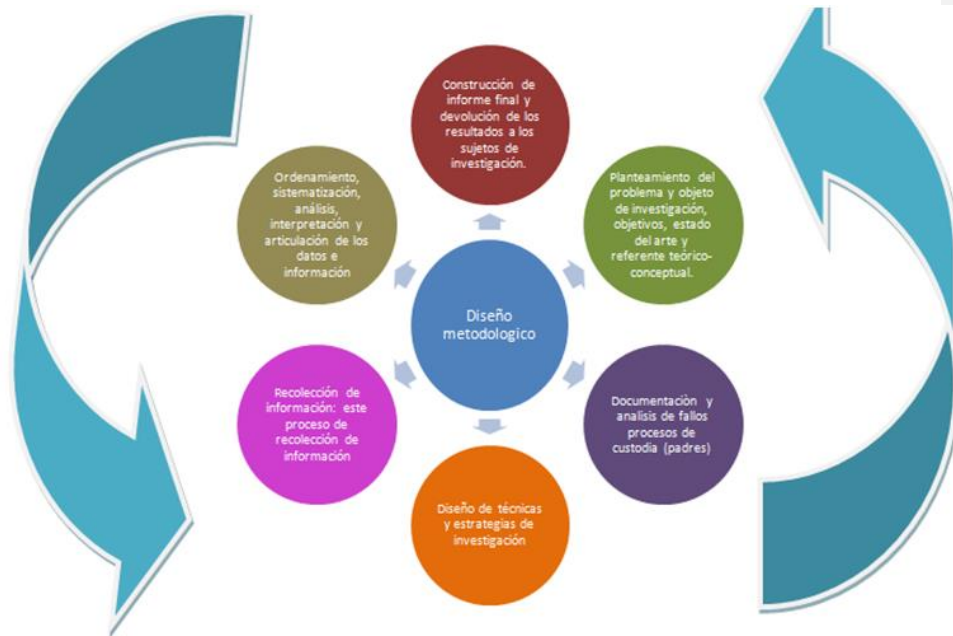 Construcción de
informe final y
devolución de los
resultados a los
sujetos de
investigación.
Ordenamiento,
sistematización,
análisis,
interpretación y
articulación de los
datos e
información
Planteamiento del
problema y objeto
de investigación,
objetivos, estado
del arte y
referente teórico-
conceptual.
Diseño
metodologico
Recolección de
información: este
proceso de
recolección de
información
Documentaciòn y
analisis de fallos
procesos de
custodia (padres)
Diseño de técnicas
y estrategias de
investigación